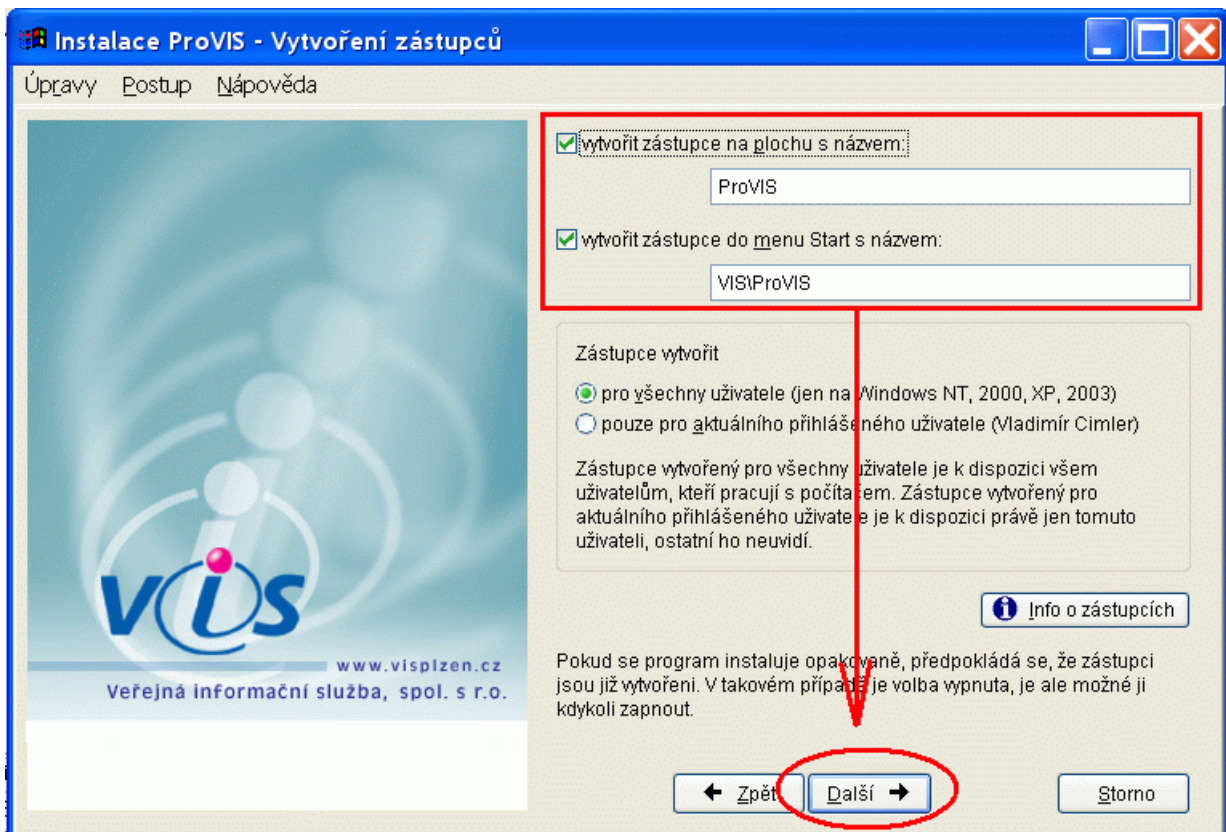 Instalace ProVIS - Vytvoření zástupců
Úpravy Postup Nápověda
vytvořit zástupce na plochu s názvem:
ProVIS
vytvořit zástupce do menu Start s názvem:
VIS\ProVIS
Zástupce vytvořit
pro všechny uživatele (jen na Windows NT, 2000, XP, 2003)
pouze pro aktuálního přihlášeného uživatele (Vladimír Cimler)
Zástupce vytvořený pro všechny uživatele je k dispozici všem
uživatelům, kteří pracují s počítačem. Zástupce vytvořený pro
aktuálního přihlášeného uživatele je k dispozici právě jen tomuto
uživateli, ostatní ho neuvidí.
Info o zástupcích
vis
www.visplzen.cz
Veřejná informační služba, spol. s r.o.
Pokud se program instaluje opakovaně, předpokládá se, že zástupci
jsou již vytvořeni. V takovém případě je volba vypnuta, je ale možné ji
kdykoli zapnout.
Zpět Další Storno